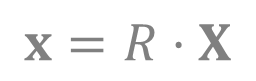 𝐱 = 𝑅 · 𝐗